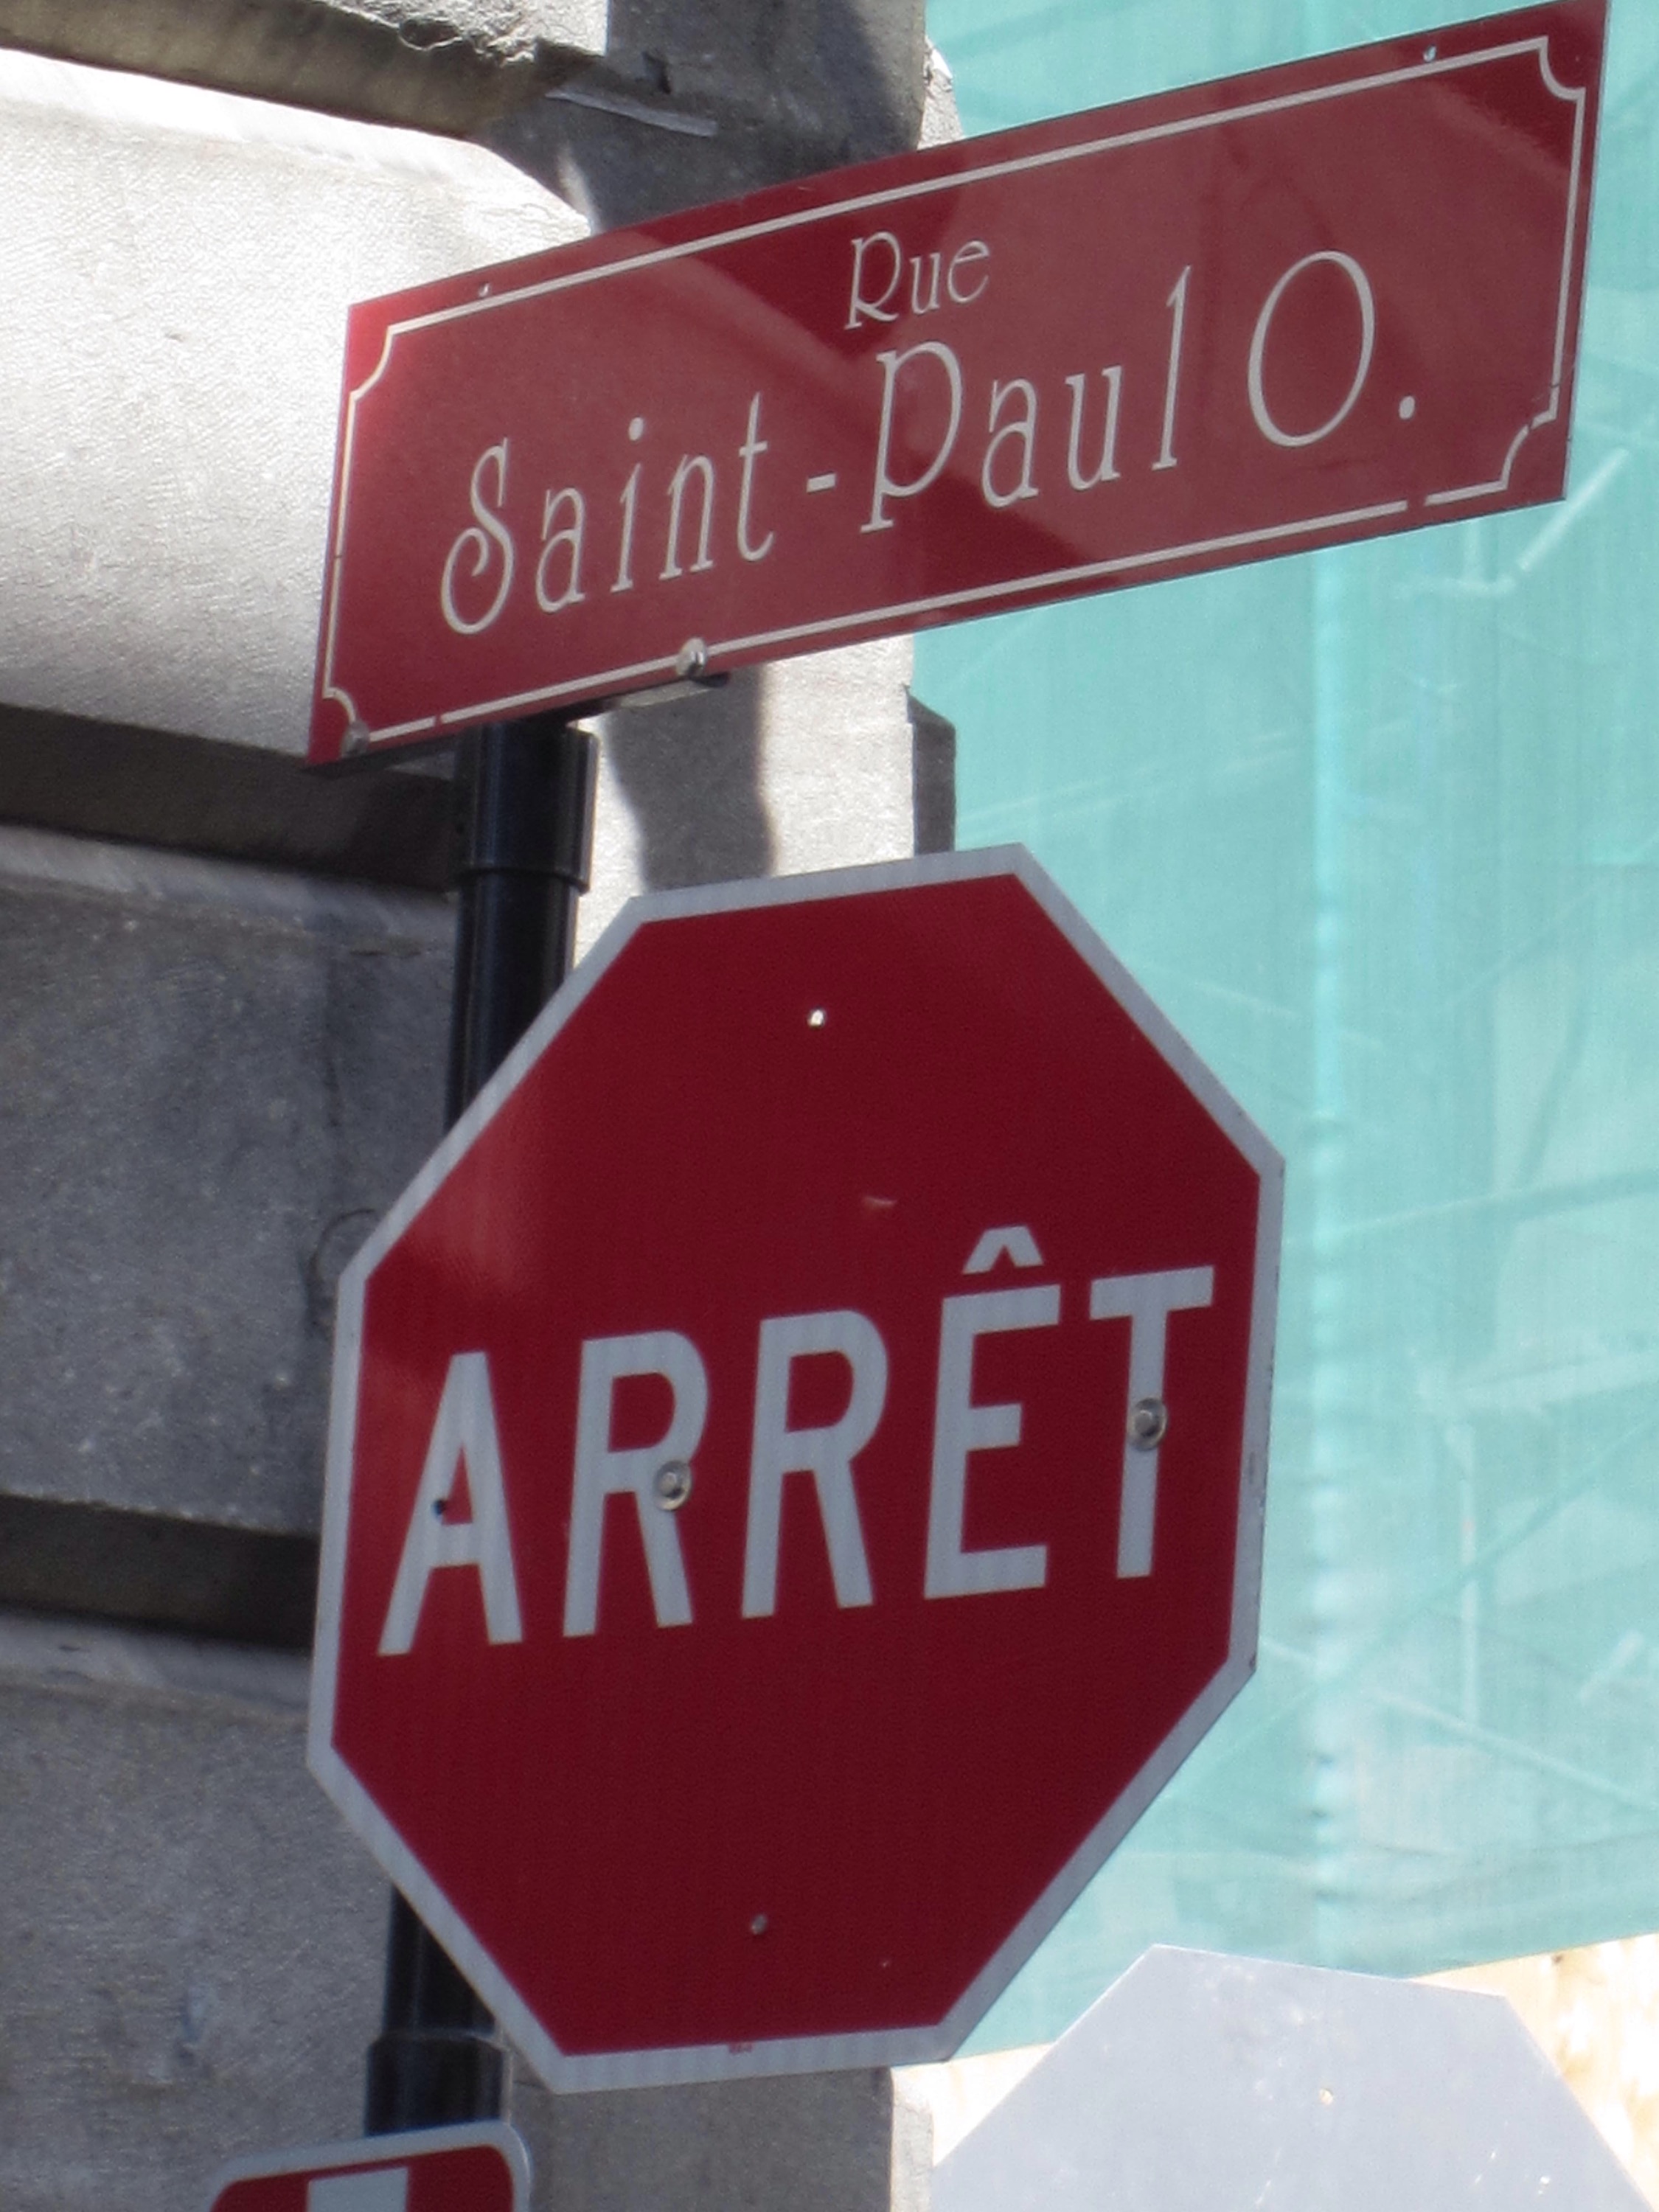 Rue
Saint-Paul O.
ARRÊT